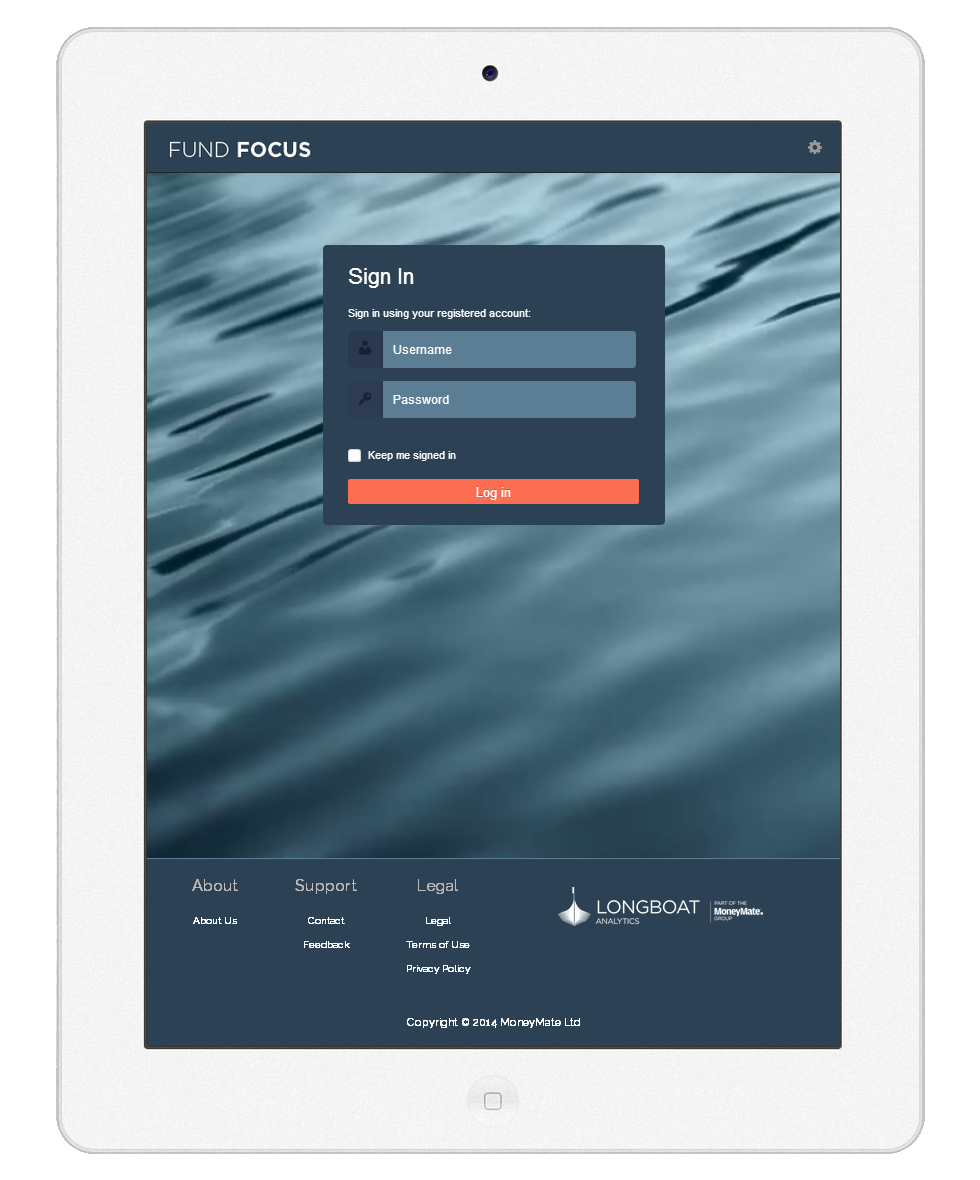 FUND FOCUS
Sign In
Sign in using your registered account:
Username
Password
Keep me signed in
Log in
About
About Us
Support
Contact
Feedback
Legal
Legal
Terms of Use
Privacy Policy
LONGBOAT
ANALYTICS
PART OF THE
MoneyMate.
GROUP
Copyright © 2014 MoneyMate Ltd